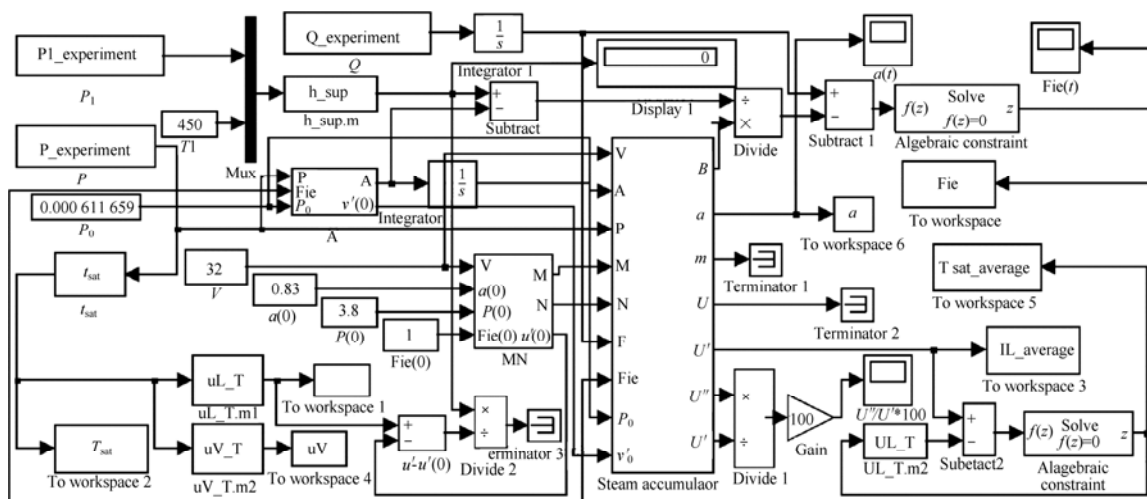 P1_experiment
P₁
450
T1
P_experiment
P
0.000 611 659
P₀
Mux
h_sup
h_sup.m
Q_experiment
Q
1/s
Integrator 1
+
−
Subtract
0
Display 1
÷
×
Divide
+
−
Subtract 1
f(z) Solve f(z)=0 z
Algebraic constraint
a(t)
Fie(t)
P
Fie
P₀
A
v′(0)
A
1/s
Integrator
Fie
To workspace
a
To workspace 6
T sat_average
To workspace 5
IL_average
To workspace 3
Terminator 1
Terminator 2
t_sat
t_sat
32
V
0.83
a(0)
3.8
P(0)
1
Fie(0)
V
a(0)
P(0)
Fie(0)
M
N
u′(0)
MN
V
A
P
M
N
F
Fie
P₀
v′₀
B
a
m
U
U′
U″
U′
Steam accumulaor
uL_T
uL_T.m1
To workspace 1
T_sat
To workspace 2
uV_T
uV_T.m2
uV
To workspace 4
+
−
u′-u′(0)
×
÷
Divide 2
erminator 3
×
÷
Divide 1
100
Gain
U″/U′*100
UL_T
UL_T.m2
+
−
Subetact2
f(z) Solve f(z)=0 z
Alagebraic
constraint